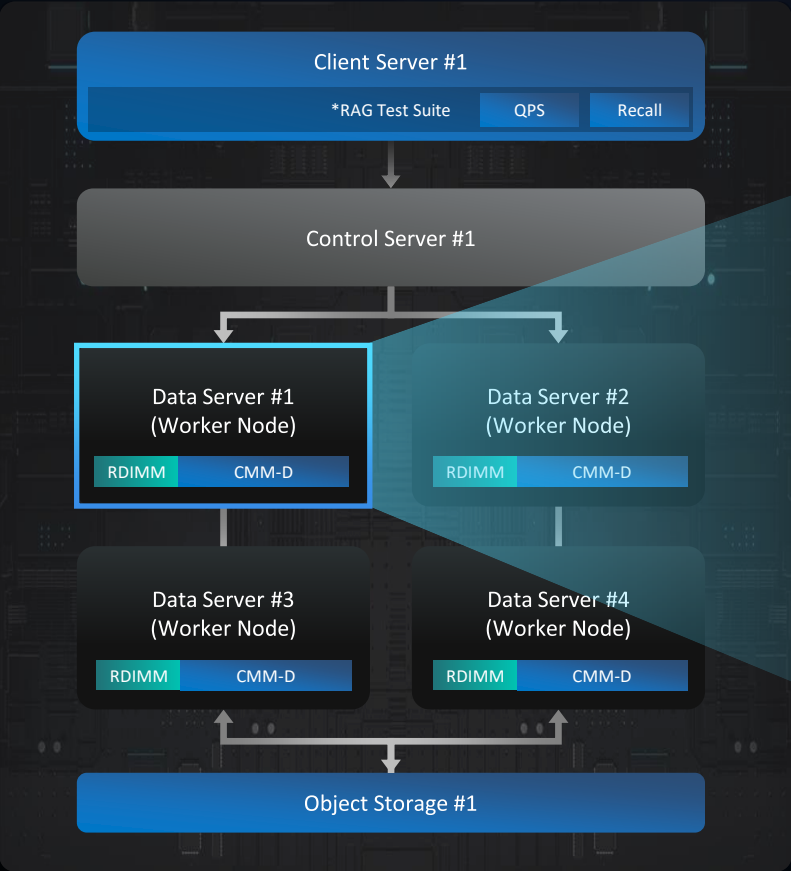 Client Server #1
*RAG Test Suite QPS Recall
Control Server #1
Data Server #1
(Worker Node)
RDIMM CMM-D
Data Server #2
(Worker Node)
RDIMM CMM-D
Data Server #3
(Worker Node)
RDIMM CMM-D
Data Server #4
(Worker Node)
RDIMM CMM-D
Object Storage #1